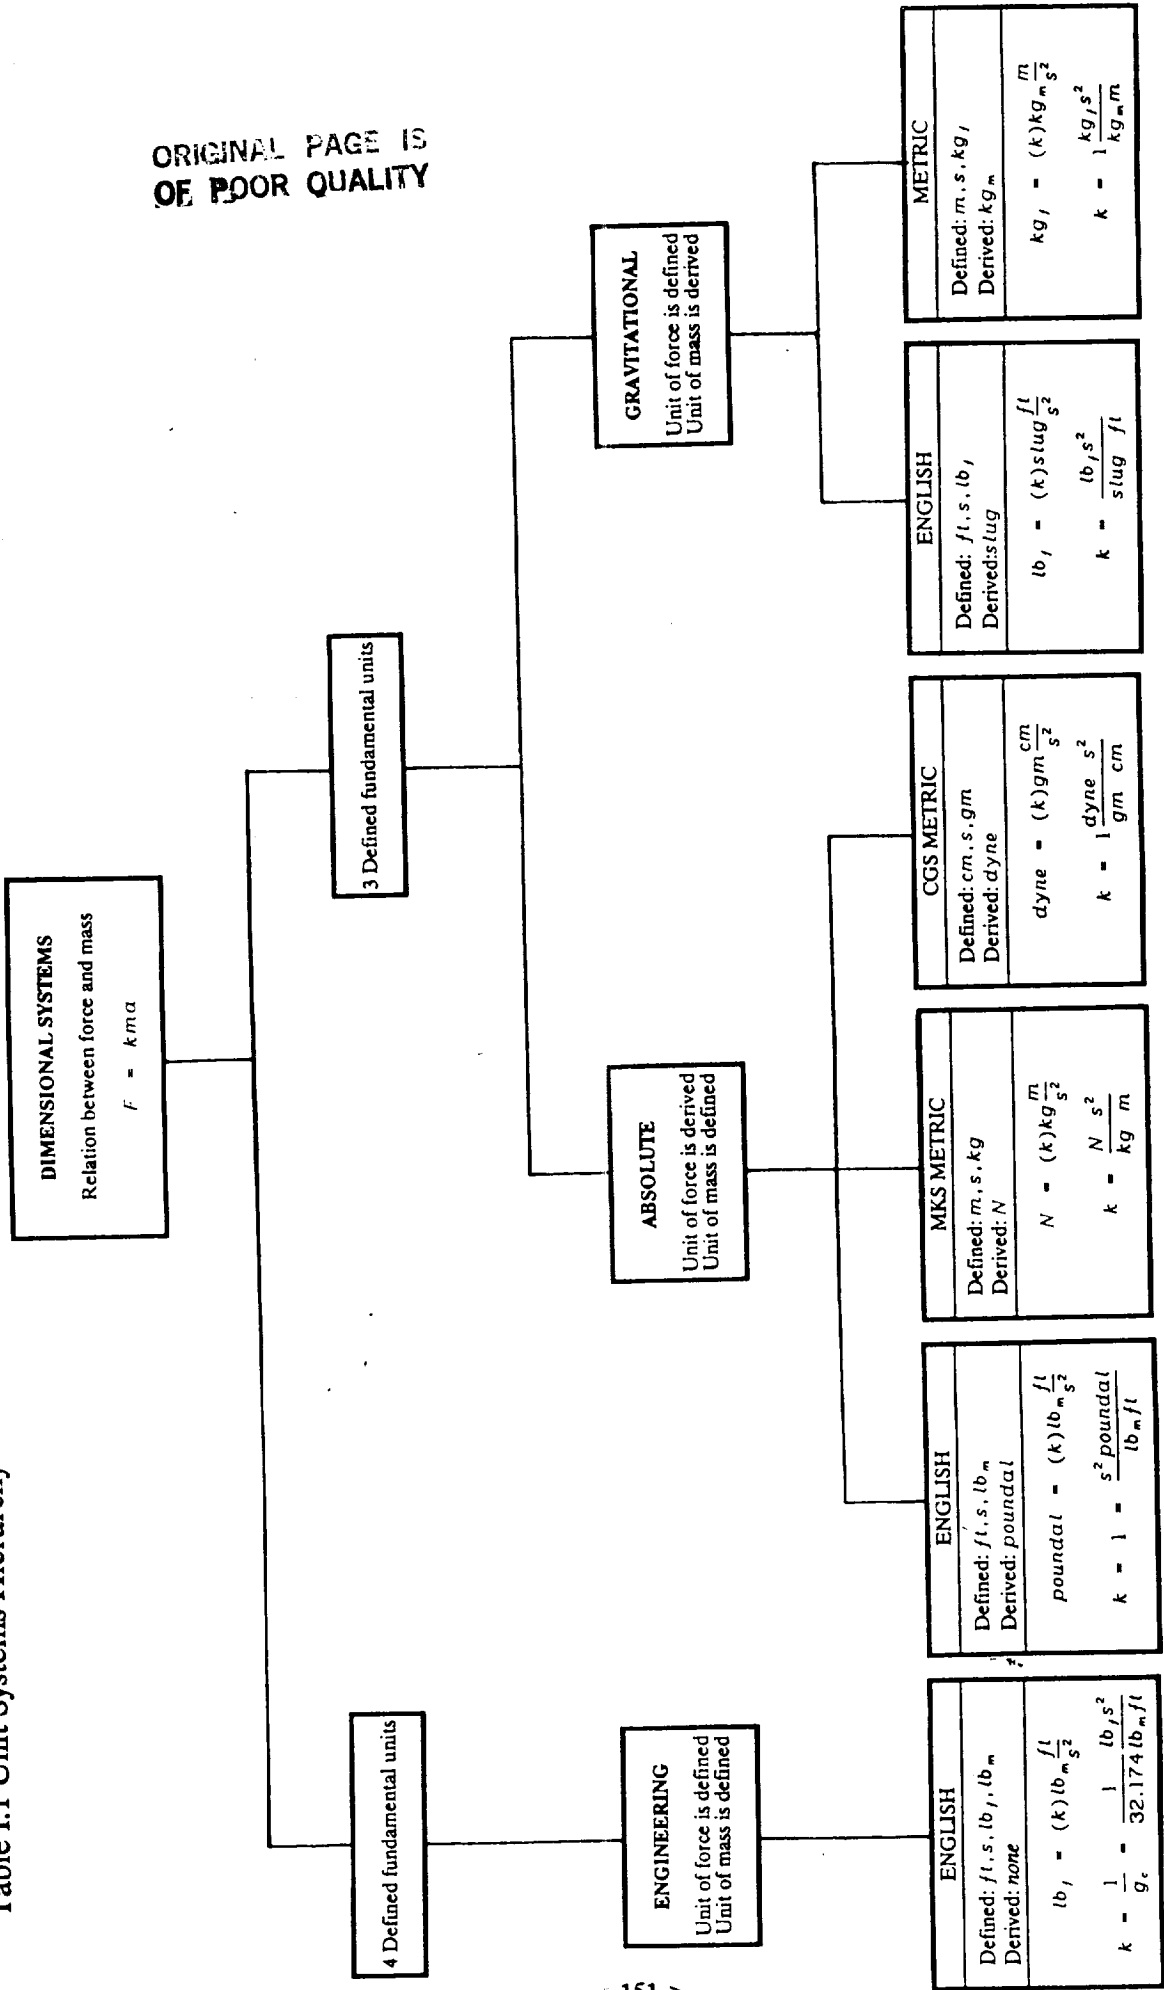 Table I.1 Unit Systems Hierarchy
ORIGINAL PAGE IS
OF POOR QUALITY
DIMENSIONAL SYSTEMS
Relation between force and mass
F = kma
4 Defined fundamental units
3 Defined fundamental units
ENGINEERING
Unit of force is defined
Unit of mass is defined
ABSOLUTE
Unit of force is derived
Unit of mass is defined
GRAVITATIONAL
Unit of force is defined
Unit of mass is derived
ENGLISH
Defined: ft, s, lb_f, lb_m
Derived: none
lb_f = (k) lb_m ft/s²
k = 1/g_c = 1/32.174 lb_f s²/lb_m ft
ENGLISH
Defined: ft, s, lb_m
Derived: poundal
poundal = (k) lb_m ft/s²
k = 1 = s² poundal/lb_m ft
MKS METRIC
Defined: m, s, kg
Derived: N
N = (k) kg m/s²
k = N s²/kg m
CGS METRIC
Defined: cm, s, gm
Derived: dyne
dyne = (k) gm cm/s²
k = 1 dyne s²/gm cm
ENGLISH
Defined: ft, s, lb_f
Derived: slug
lb_f = (k) slug ft/s²
k = lb_f s²/slug ft
METRIC
Defined: m, s, kg_f
Derived: kg_m
kg_f = (k) kg_m m/s²
k = 1 kg_f s²/kg_m m
151